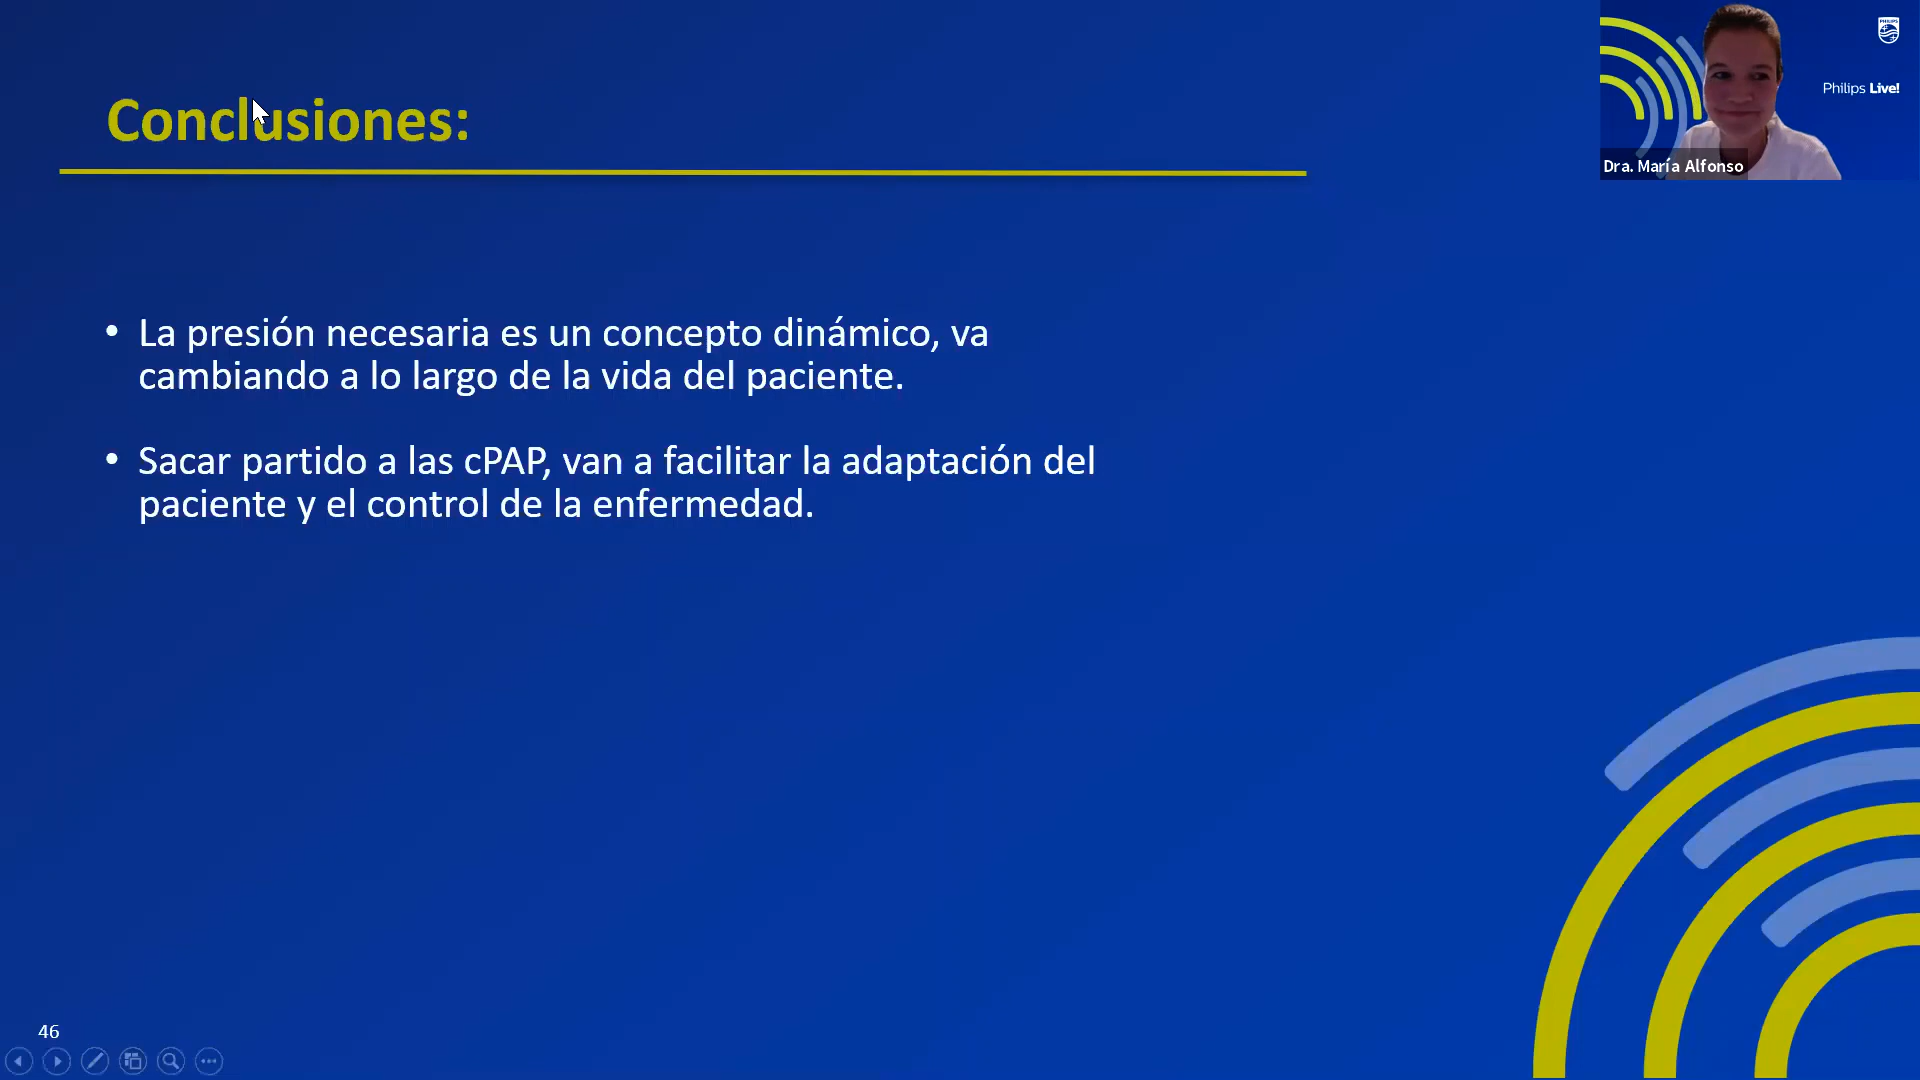 Conclusiones:
Philips Live!
Dra. María Alfonso
• La presión necesaria es un concepto dinámico, va
cambiando a lo largo de la vida del paciente.
• Sacar partido a las cPAP, van a facilitar la adaptación del
paciente y el control de la enfermedad.
46